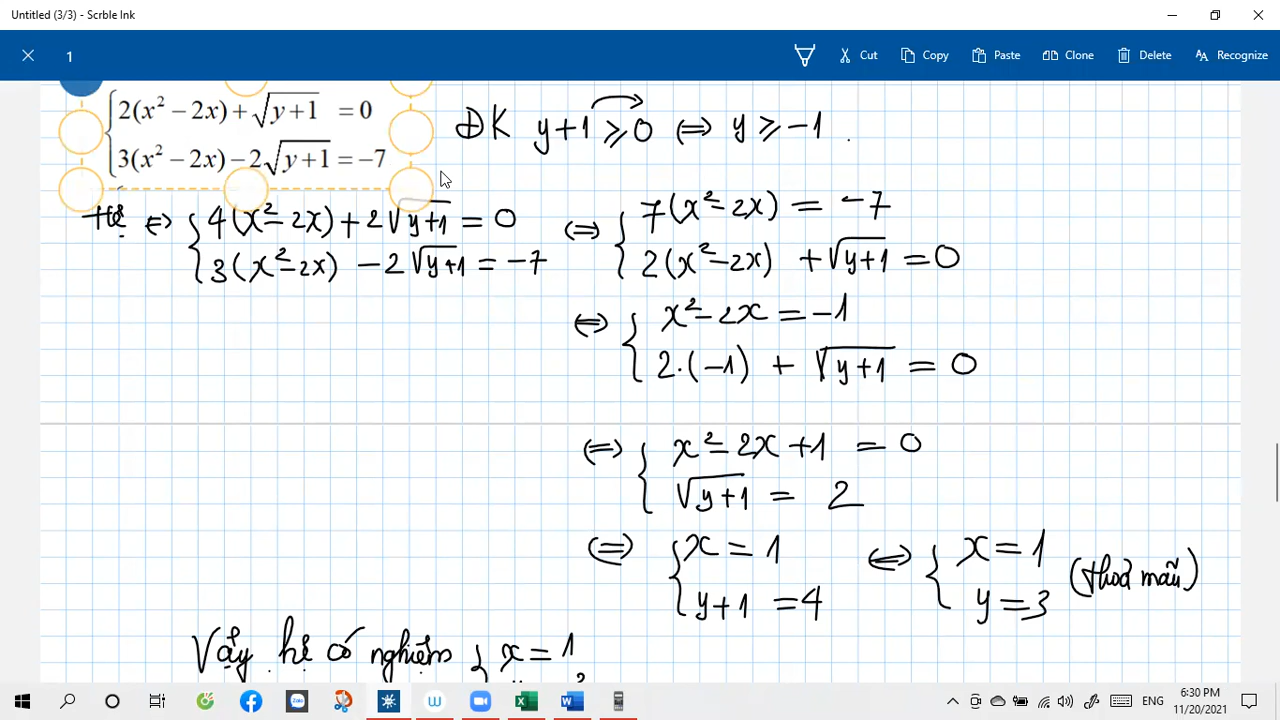 Untitled (3/3) - Scrble Ink
1
Cut
Copy
Paste
Clone
Delete
Recognize
2(x² − 2x) + √(y+1) = 0
3(x² − 2x) − 2√(y+1) = −7
ĐK y+1 ⩾ 0 ⇔ y ⩾ −1 .
Hệ ⇔ { 4(x²−2x) + 2√(y+1) = 0
3(x²−2x) − 2√(y+1) = −7
⇔ { 7(x²−2x) = −7
2(x²−2x) + √(y+1) = 0
⇔ { x²−2x = −1
2.(−1) + √(y+1) = 0
⇔ { x²−2x+1 = 0
√(y+1) = 2
⇔ { x = 1
y+1 = 4
⇔ { x = 1
y = 3
(thoả mãn)
Vậy hệ có nghiệm { x = 1
ENG
6:30 PM
11/20/2021